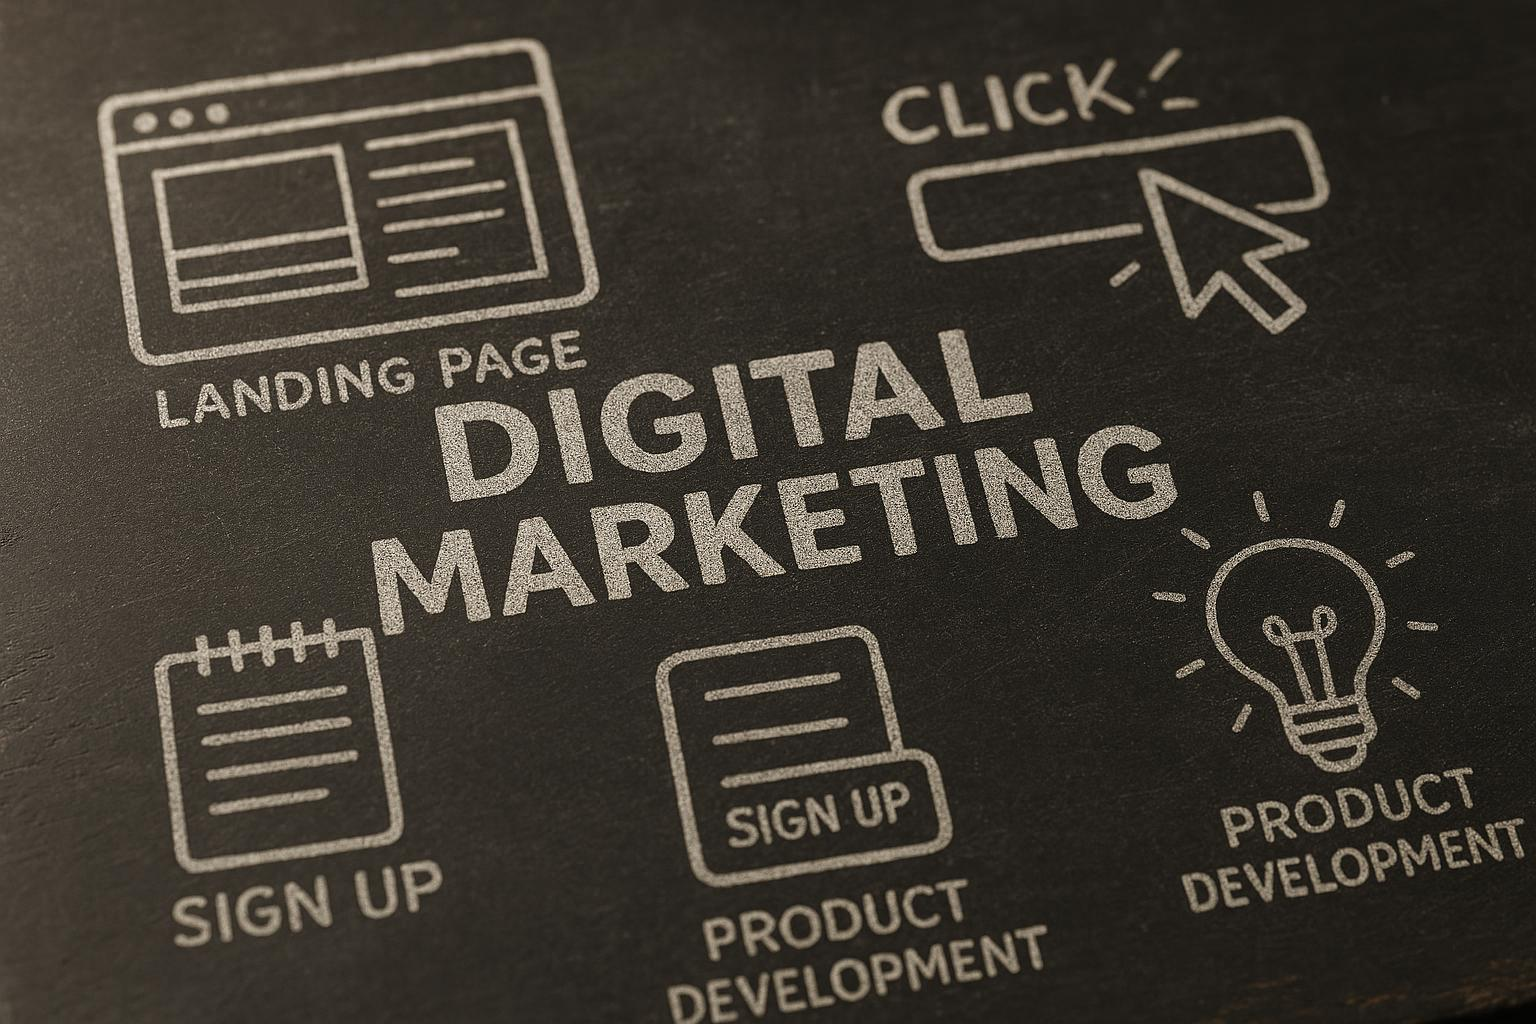 CLICK
LANDING PAGE
DIGITAL
MARKETING
SIGN UP
SIGN UP
PRODUCT
DEVELOPMENT
PRODUCT
DEVELOPMENT